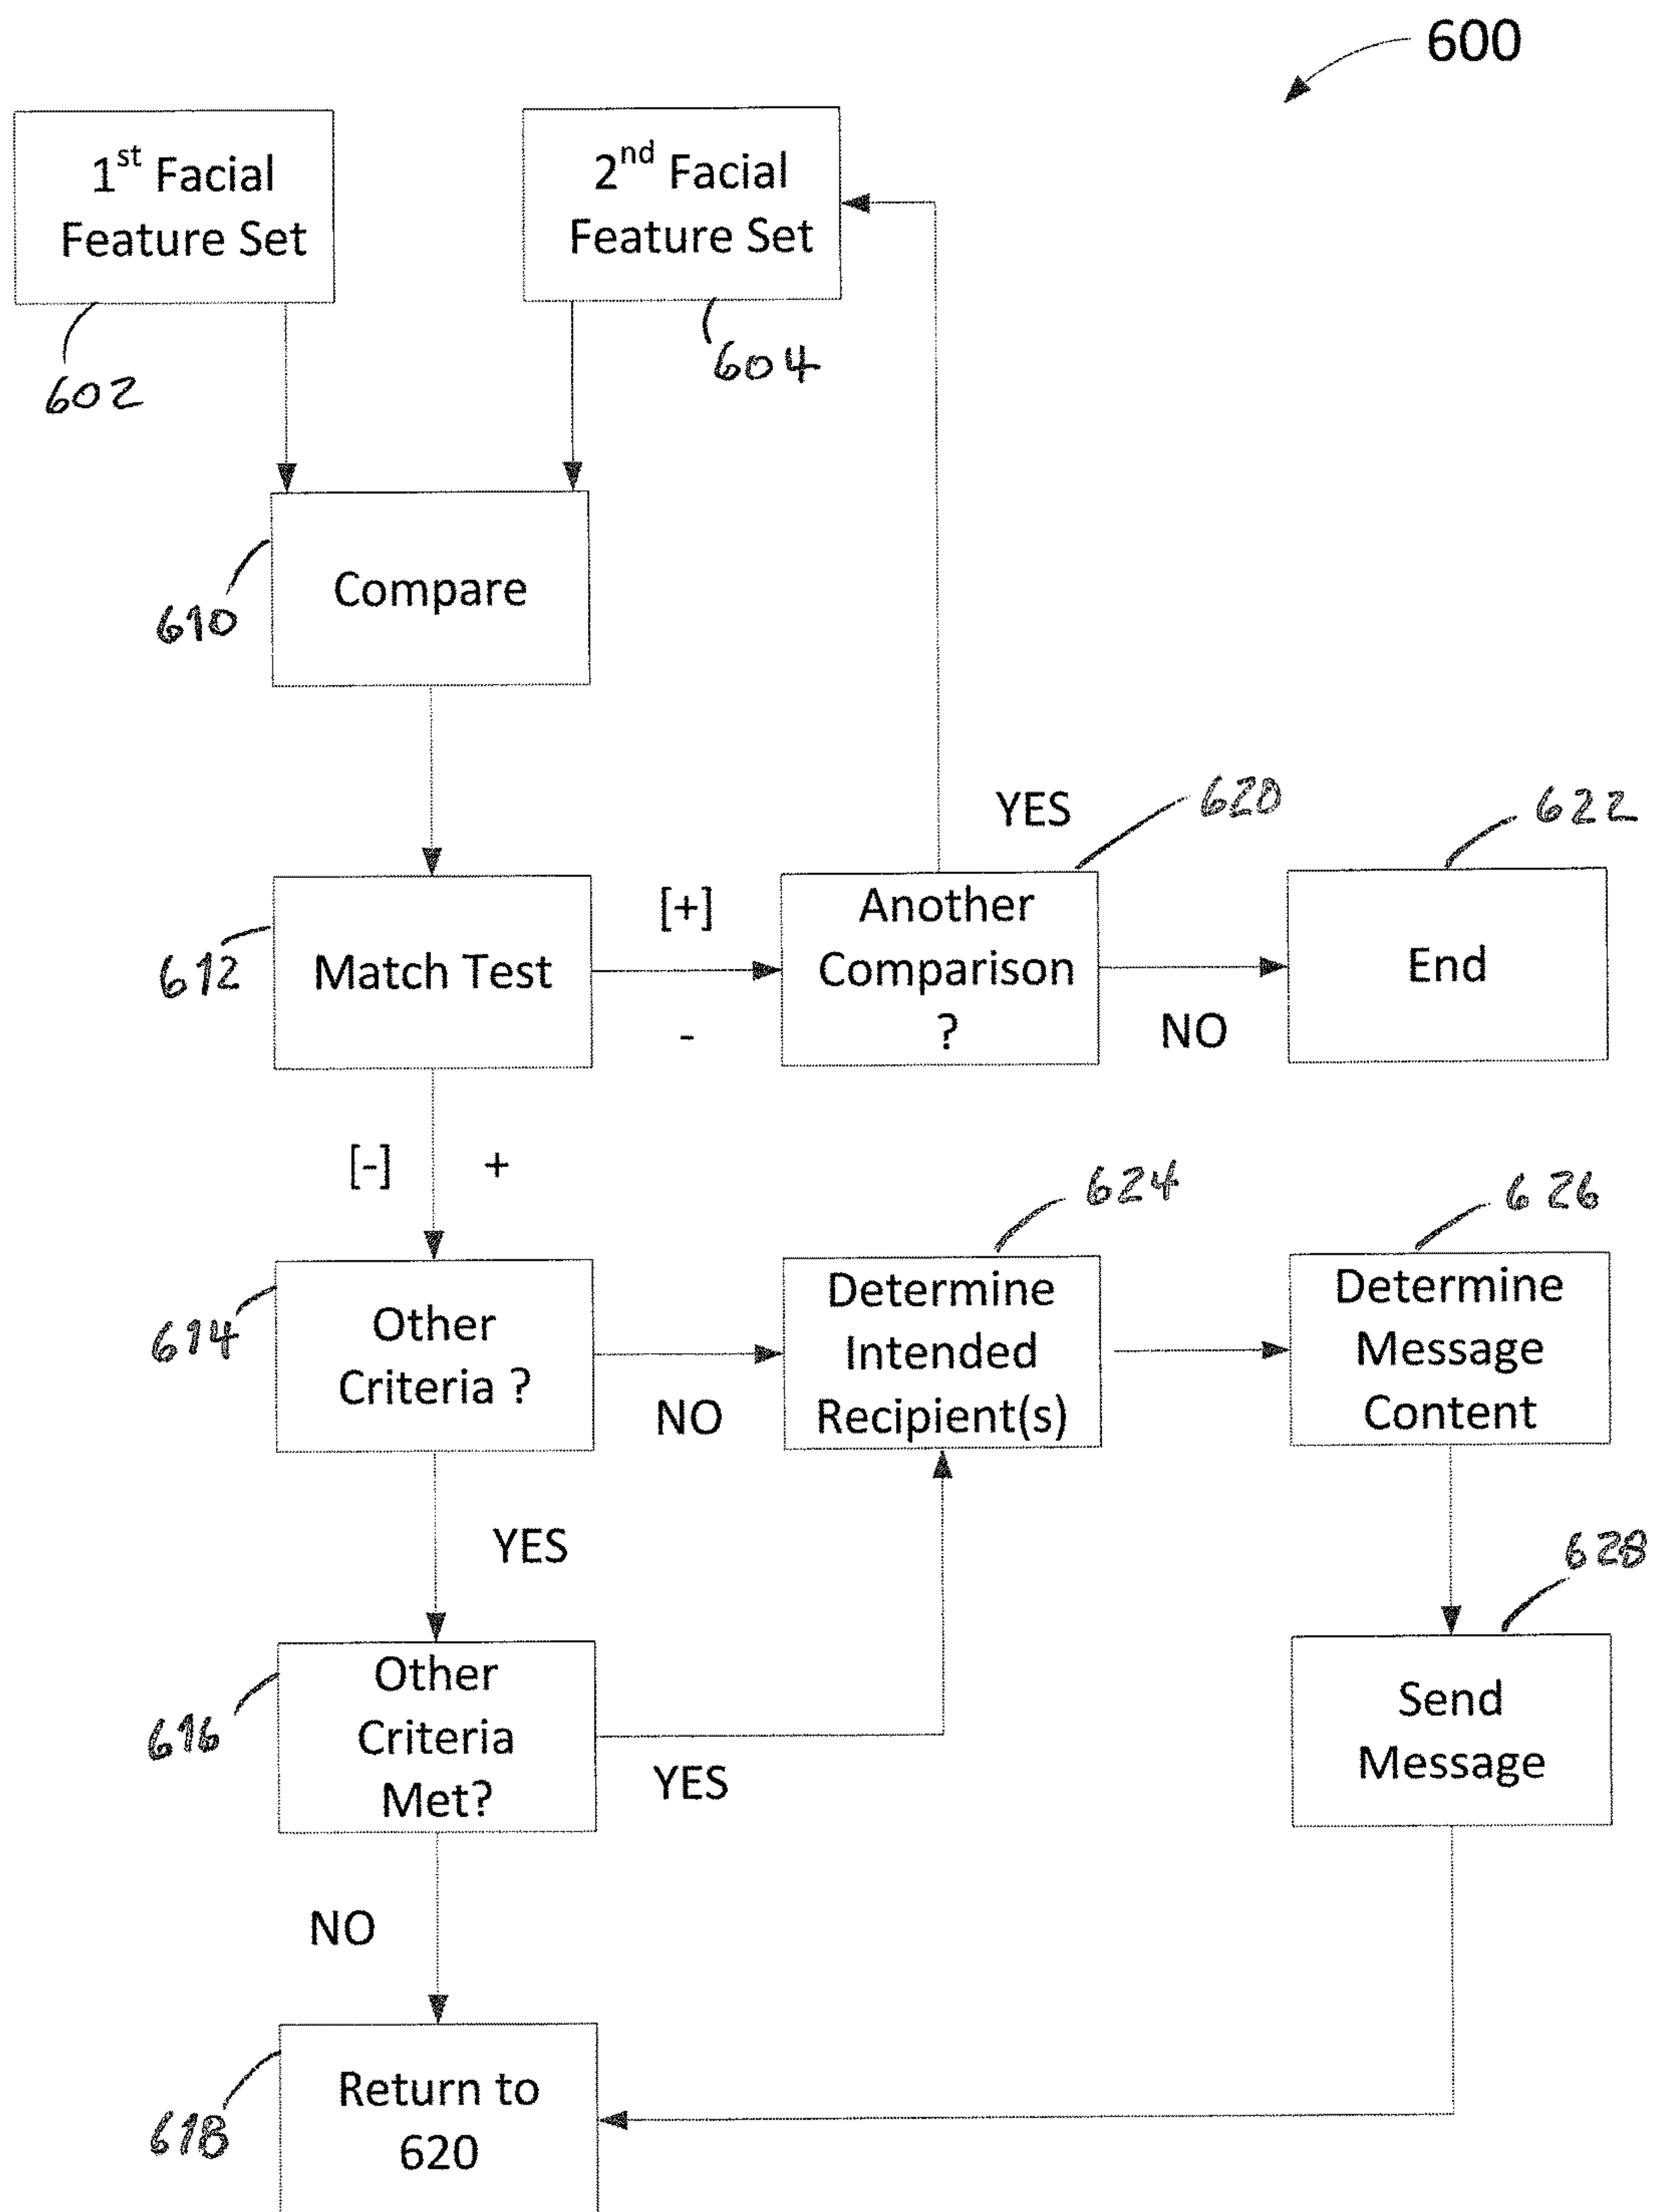 600
1st Facial
Feature Set
2nd Facial
Feature Set
602
604
Compare
610
YES
620
622
Match Test
612
[+]
-
Another
Comparison
?
NO
End
[-]
+
624
626
Other
Criteria ?
614
NO
Determine
Intended
Recipient(s)
Determine
Message
Content
YES
628
Other
Criteria
Met?
616
YES
Send
Message
NO
Return to
620
618